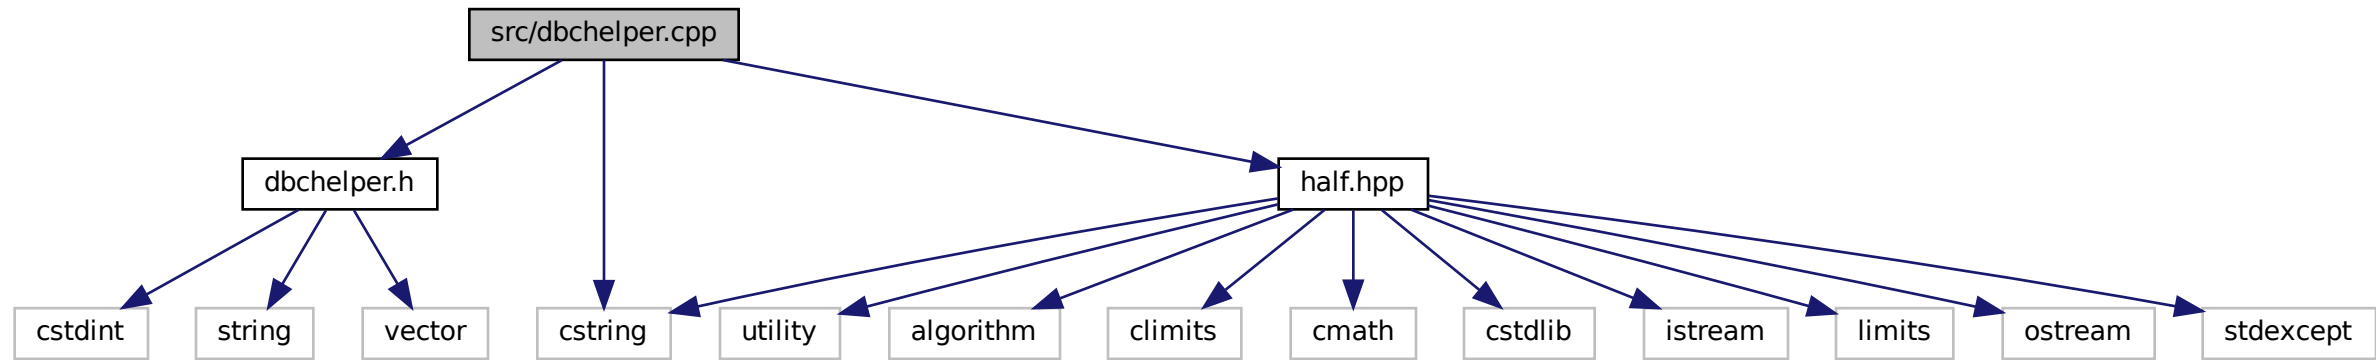 src/dbchelper.cpp
dbchelper.h
half.hpp
cstdint
string
vector
cstring
utility
algorithm
climits
cmath
cstdlib
istream
limits
ostream
stdexcept